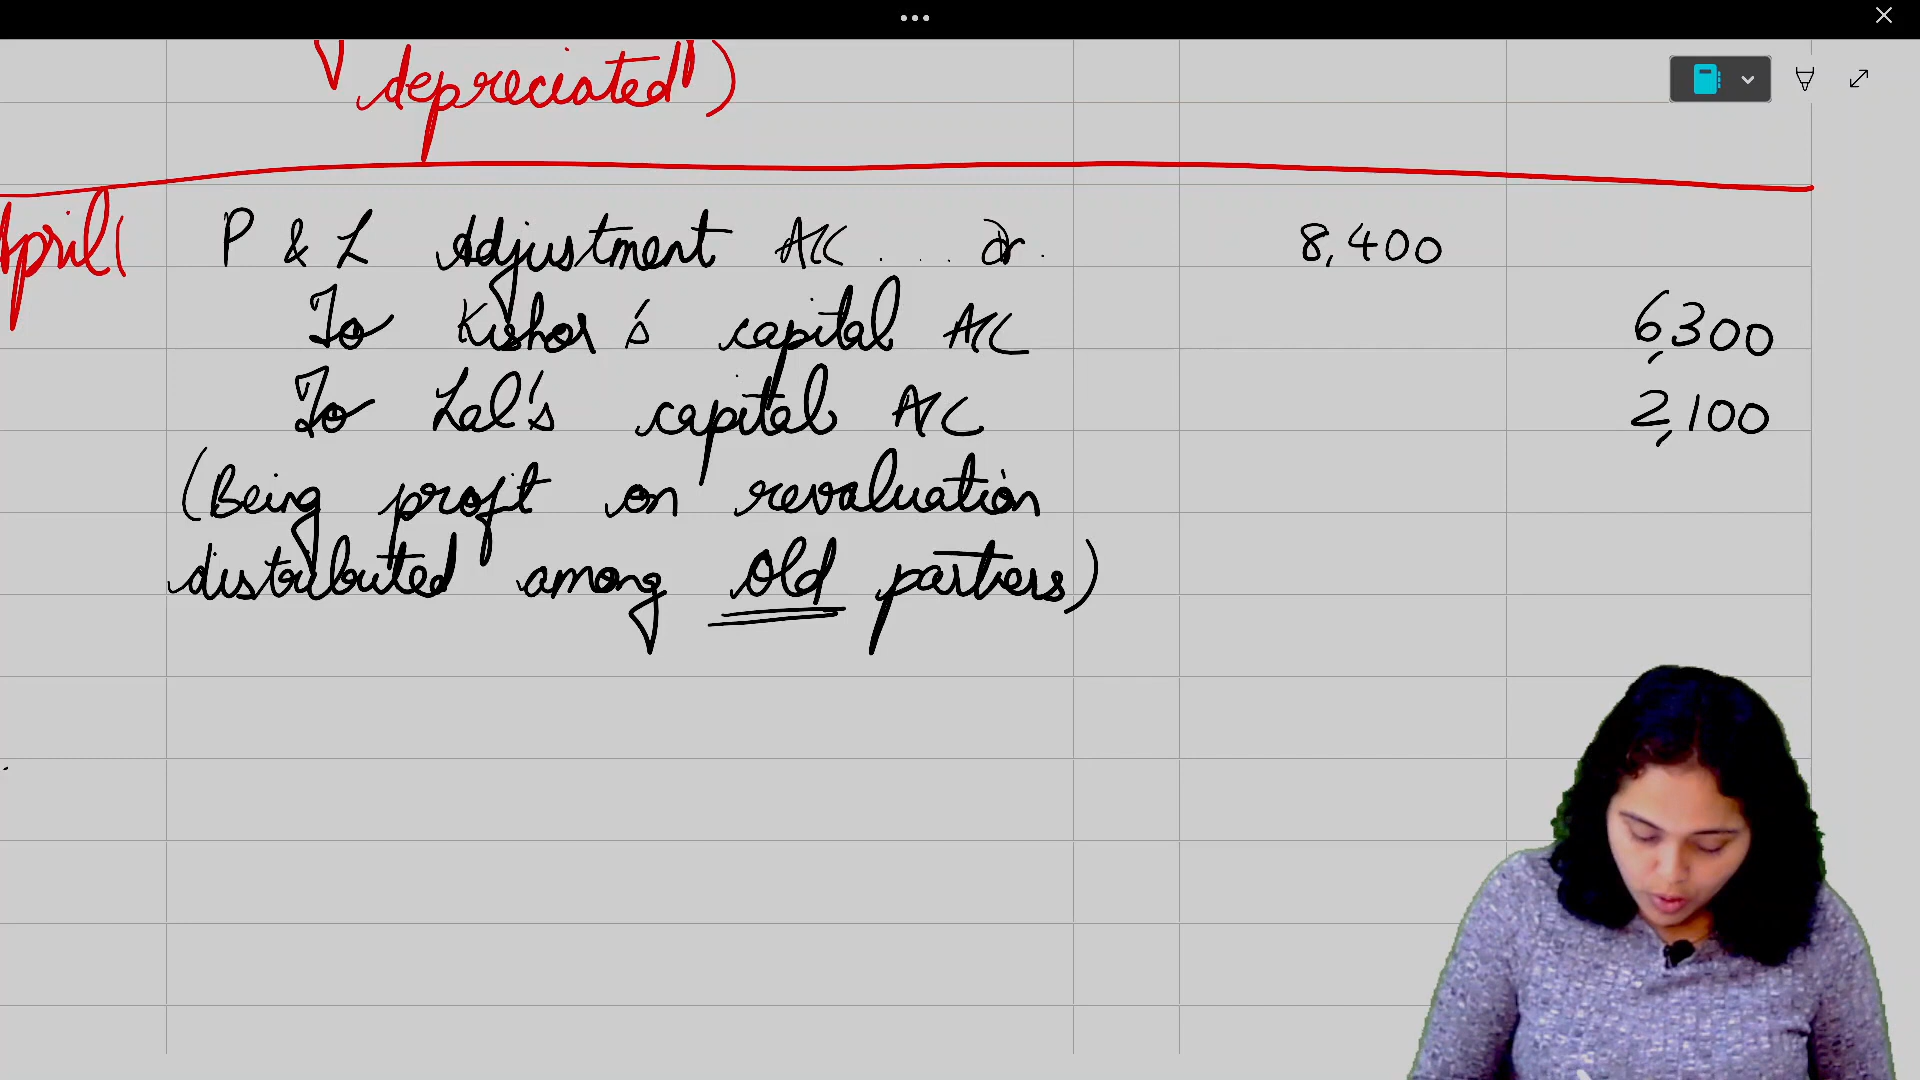 depreciated)
April P & L Adjustment A/C ... dr. 8,400
To Kishor's capital A/C 6,300
To Lal's capital A/C 2,100
(Being profit on revaluation
distributed among Old partners)